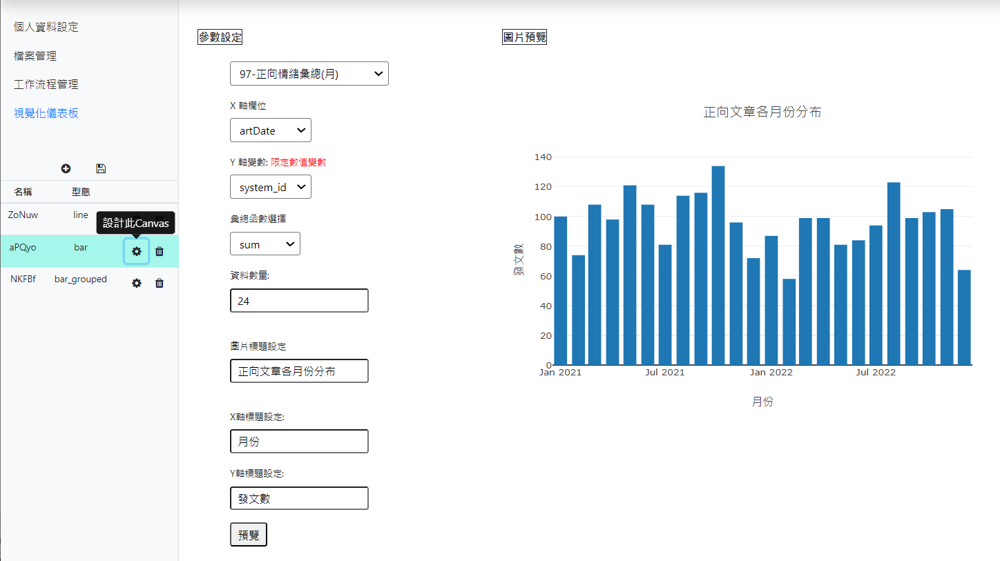 個人資料設定
檔案管理
工作流程管理
視覺化儀表板
名稱 型態
ZoNuw line
設計此Canvas
aPQyo bar
NKFBf bar_grouped
參數設定
97-正向情緒彙總(月)
X 軸欄位
artDate
Y 軸變數: 限定數值變數
system_id
彙總函數選擇
sum
資料數量:
24
圖片標題設定
正向文章各月份分布
X軸標題設定:
月份
Y軸標題設定:
發文數
預覽
圖片預覽
正向文章各月份分布
140
120
100
80
60
40
20
0
發文數
Jan 2021 Jul 2021 Jan 2022 Jul 2022
月份